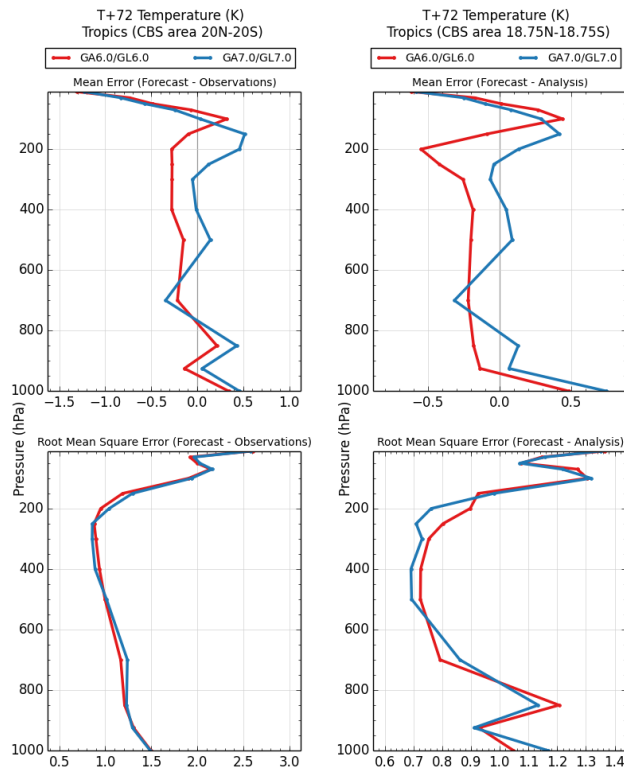 T+72 Temperature (K)
Tropics (CBS area 20N-20S)
GA6.0/GL6.0 GA7.0/GL7.0
Mean Error (Forecast - Observations)
200
400
600
800
1000
−1.5 −1.0 −0.5 0.0 0.5 1.0
Root Mean Square Error (Forecast - Observations)
200
400
600
800
1000
0.5 1.0 1.5 2.0 2.5 3.0
T+72 Temperature (K)
Tropics (CBS area 18.75N-18.75S)
GA6.0/GL6.0 GA7.0/GL7.0
Mean Error (Forecast - Analysis)
200
400
600
800
1000
−0.5 0.0 0.5
Pressure (hPa)
Root Mean Square Error (Forecast - Analysis)
Pressure (hPa)
200
400
600
800
1000
0.6 0.7 0.8 0.9 1.0 1.1 1.2 1.3 1.4